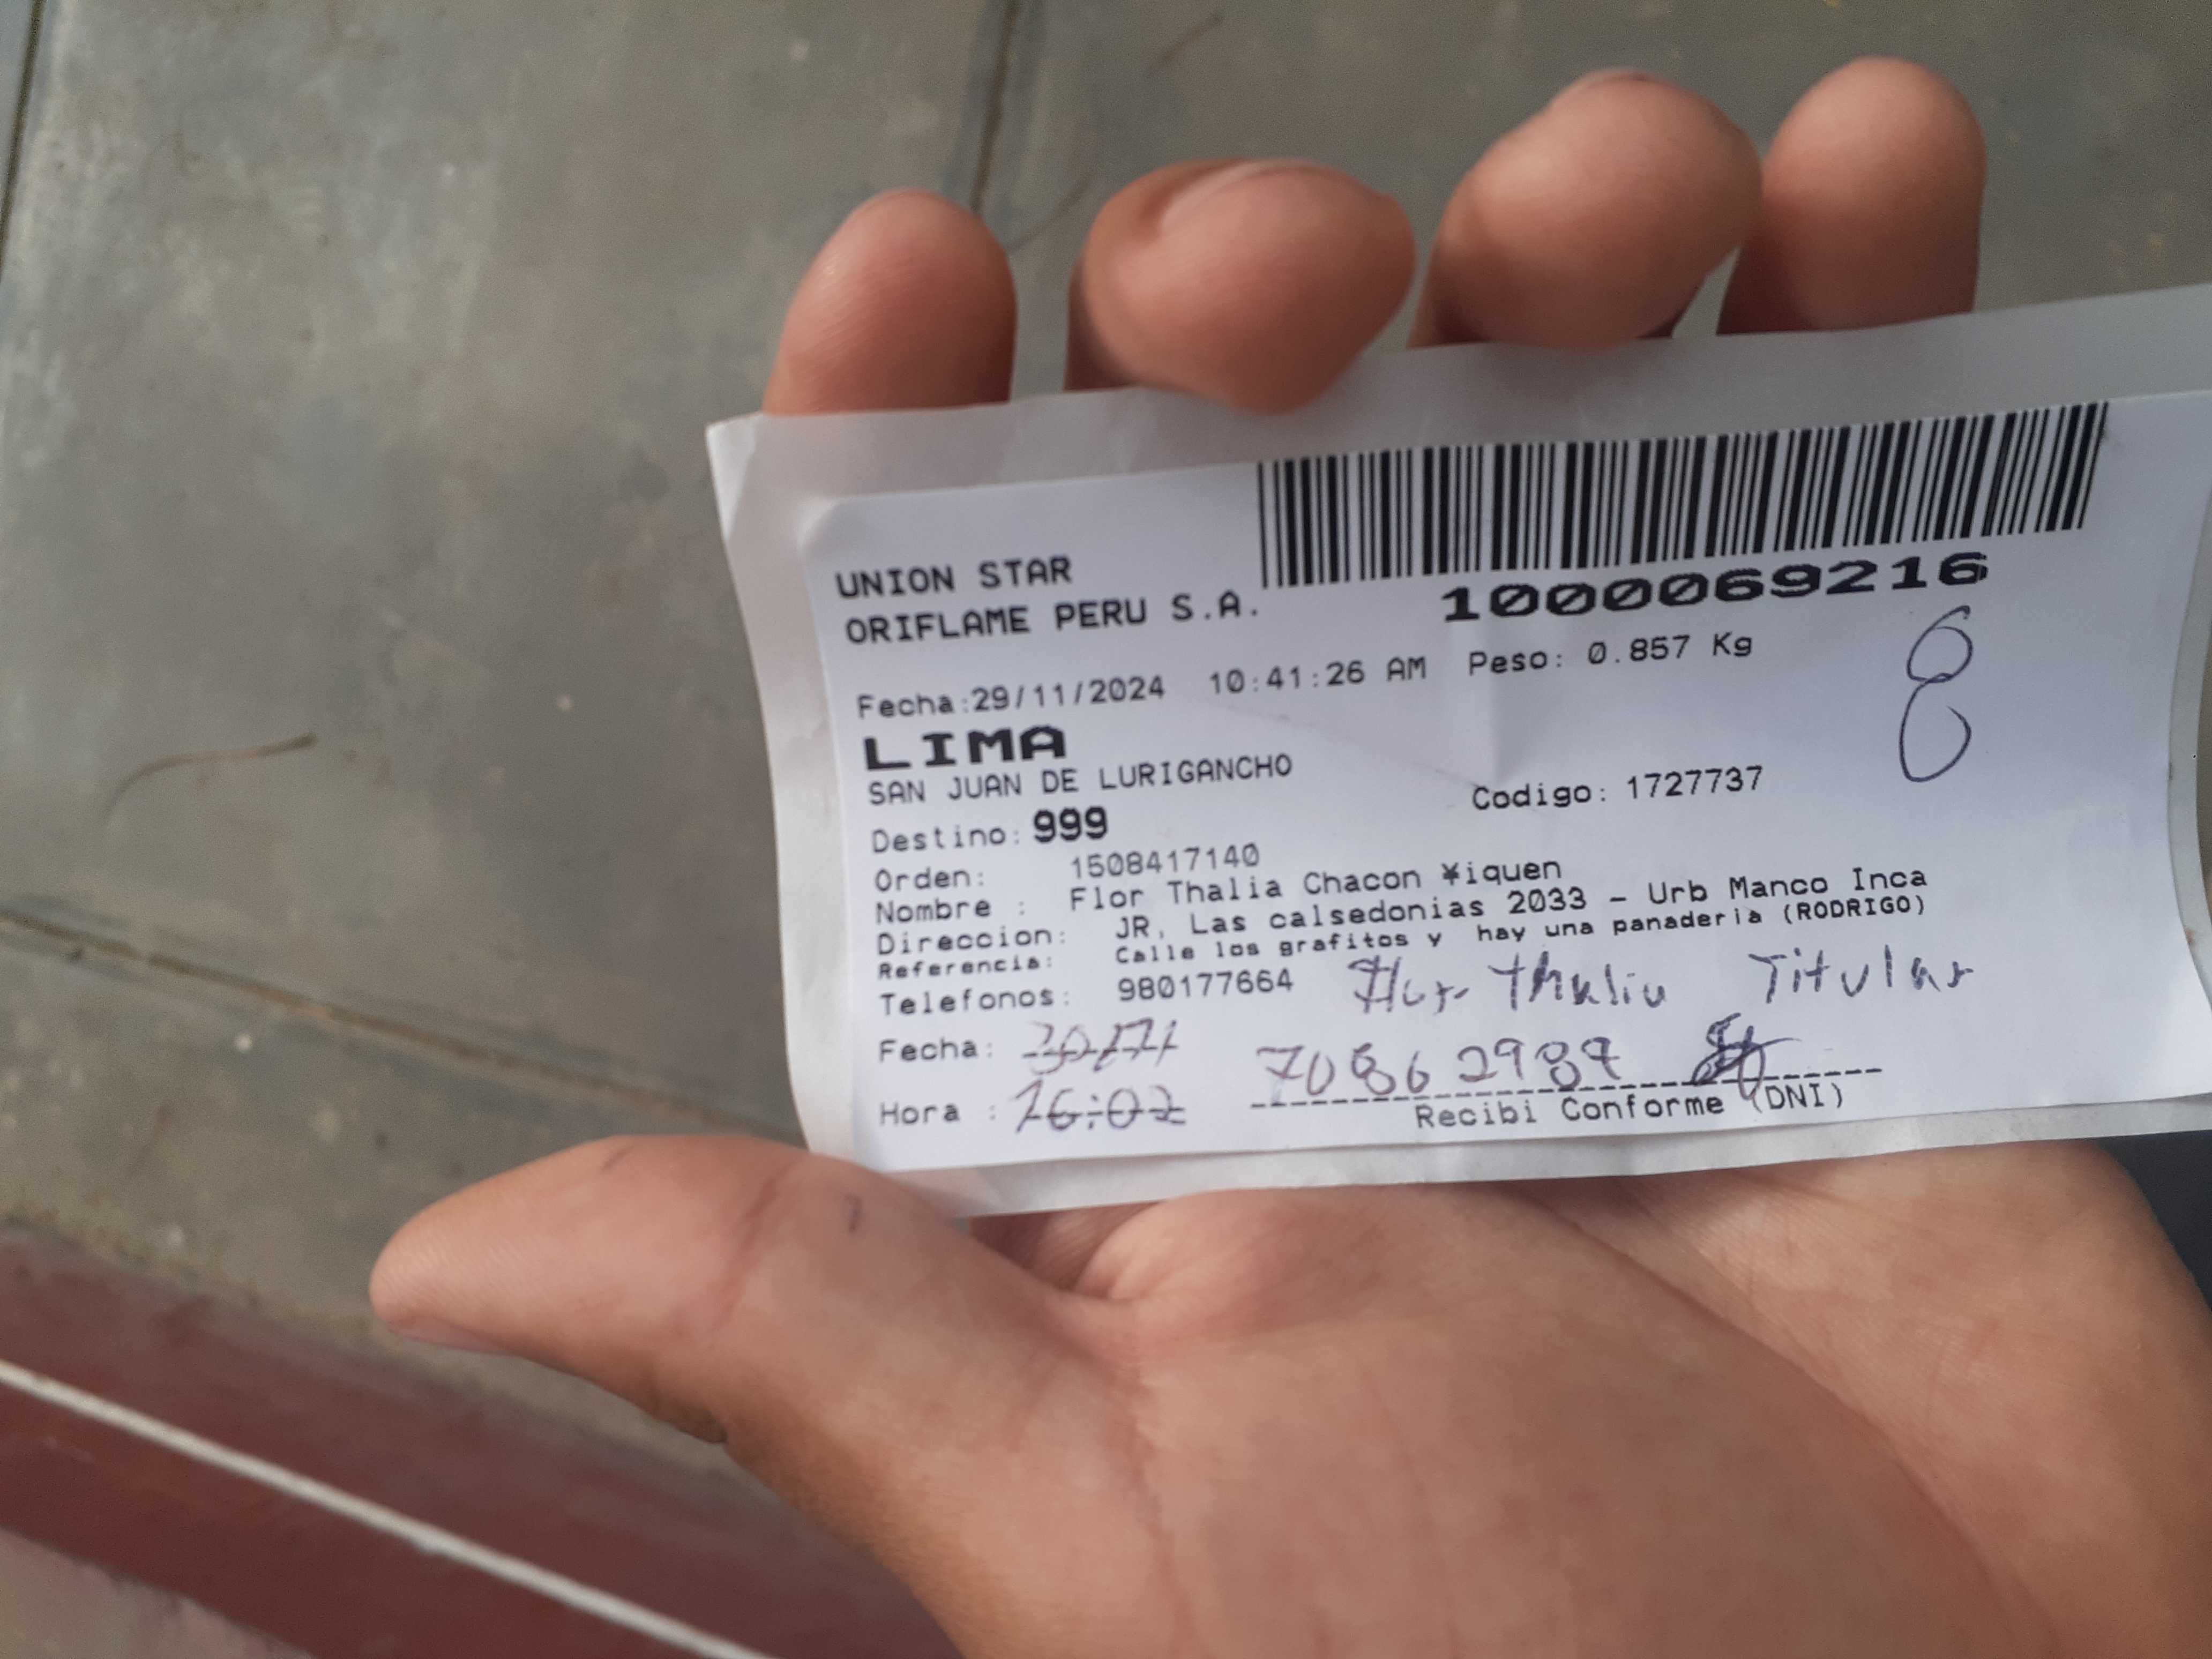 UNION STAR
ORIFLAME PERU S.A.
1000069216
Fecha:29/11/2024 10:41:26 AM Peso: 0.857 Kg
8
LIMA
SAN JUAN DE LURIGANCHO
Codigo: 1727737
Destino: 999
Orden: 1508417140
Nombre : Flor Thalia Chacon ¥iquen
Direccion: JR. Las calsedonias 2033 - Urb Manco Inca
Referencia: Calle los grafitos y hay una panaderia (RODRIGO)
Telefonos: 980177664 Flor Thalia Titular
Fecha: 30/11
Hora : 16:02 70862987
Recibi Conforme (DNI)